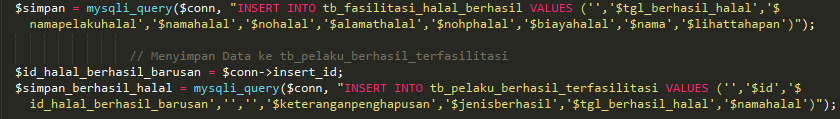 $simpan = mysqli_query($conn, "INSERT INTO tb_fasilitasi_halal_berhasil VALUES ('','$tgl_berhasil_halal','$
namapelakuhalal','$namahalal','$nohalal','$alamathalal','$nohphalal','$biayahalal','$nama','$lihattahapan')");
// Menyimpan Data ke tb_pelaku_berhasil_terfasilitasi
$id_halal_berhasil_barusan = $conn->insert_id;
$simpan_berhasil_halal = mysqli_query($conn, "INSERT INTO tb_pelaku_berhasil_terfasilitasi VALUES ('','$id','$
id_halal_berhasil_barusan','','','$keteranganpenghapusan','$jenisberhasil','$tgl_berhasil_halal','$namahalal')");